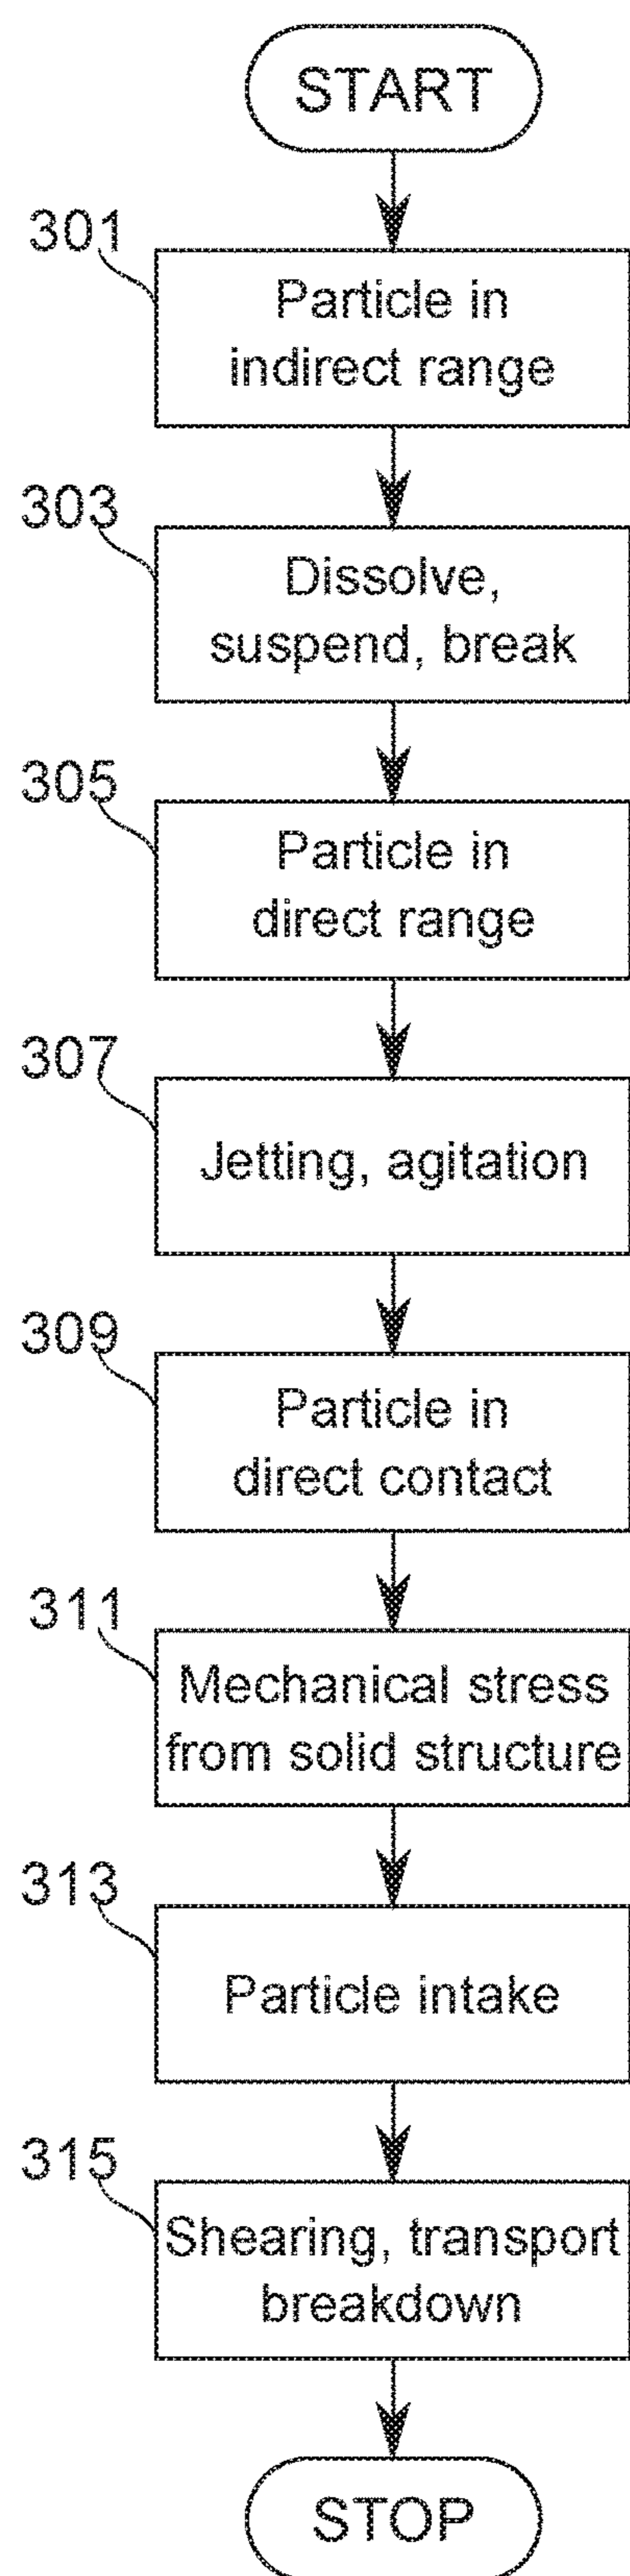 START
301
Particle in
indirect range
303
Dissolve,
suspend, break
305
Particle in
direct range
307
Jetting, agitation
309
Particle in
direct contact
311
Mechanical stress
from solid structure
313
Particle intake
315
Shearing, transport
breakdown
STOP